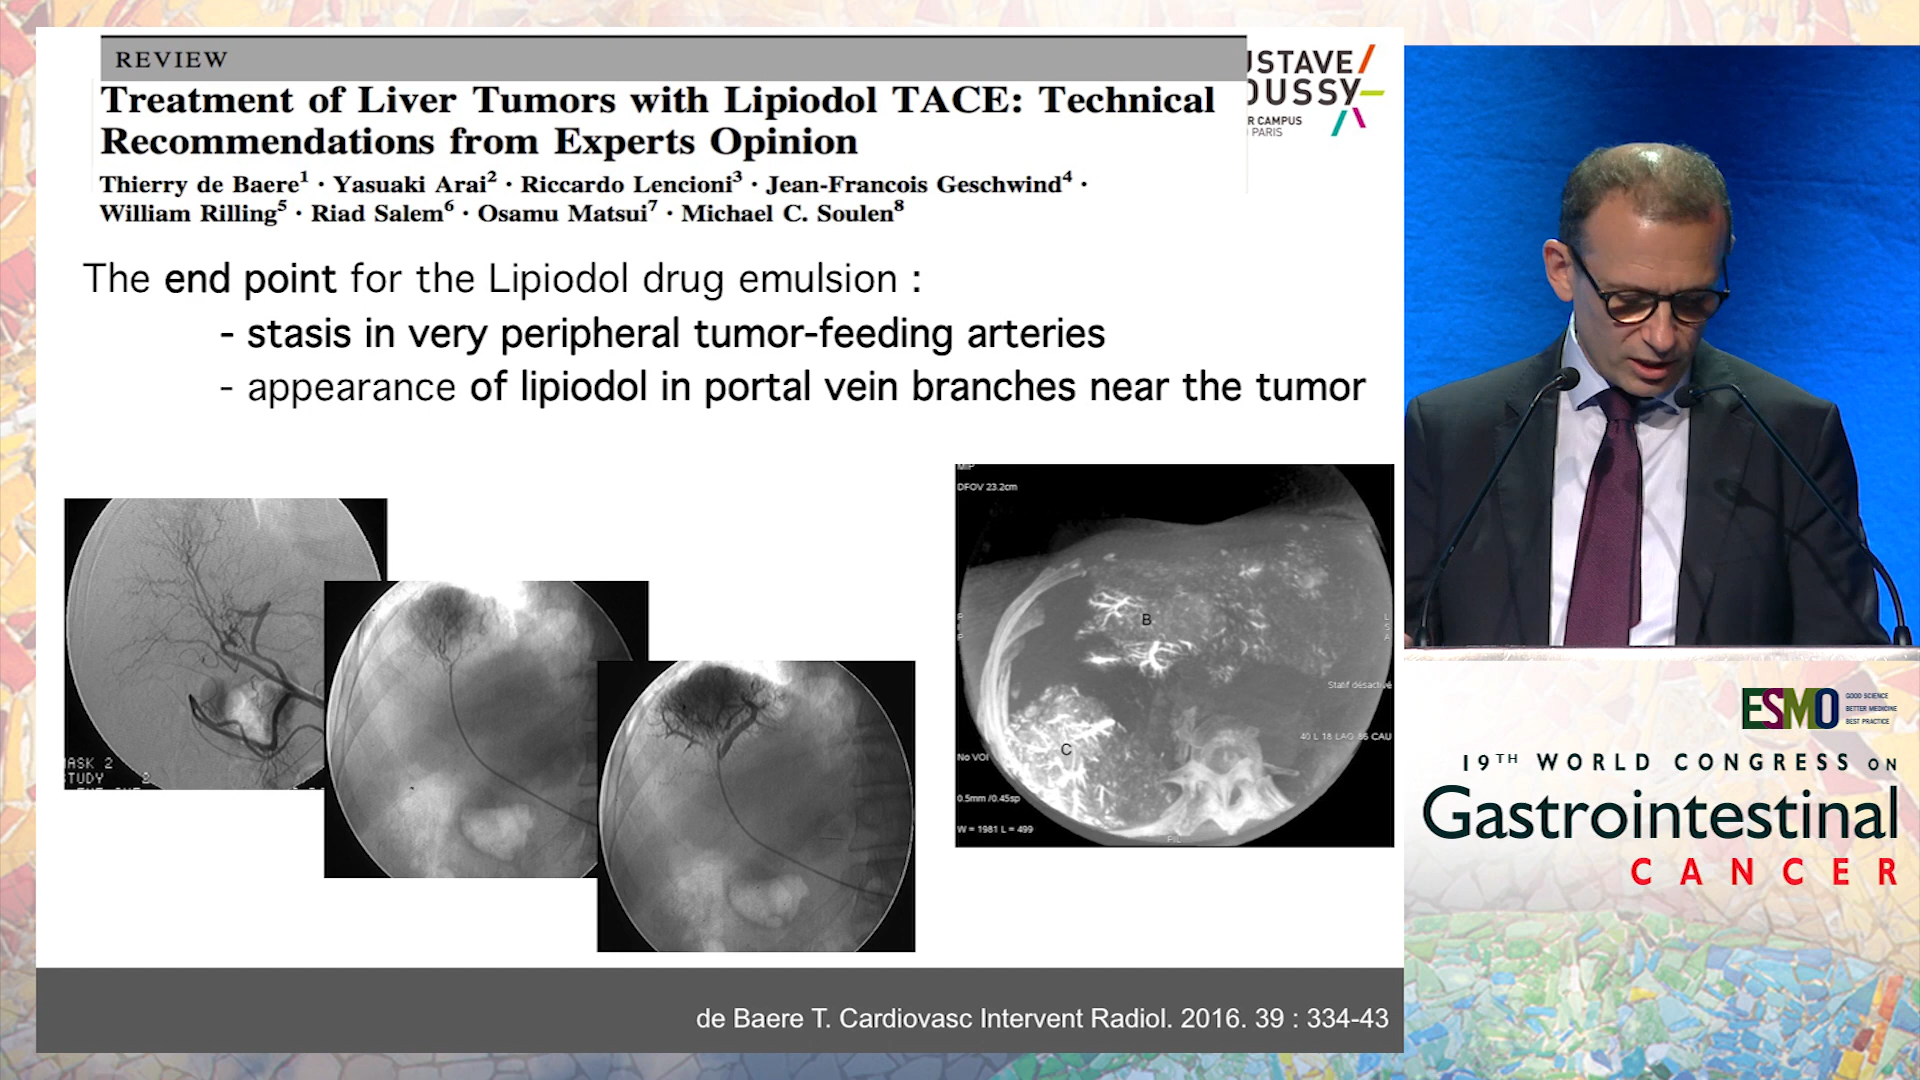 REVIEW
Treatment of Liver Tumors with Lipiodol TACE: Technical
Recommendations from Experts Opinion
Thierry de Baere1 · Yasuaki Arai2 · Riccardo Lencioni3 · Jean-Francois Geschwind4 ·
William Rilling5 · Riad Salem6 · Osamu Matsui7 · Michael C. Soulen8
USTAVE/
OUSSY
R CAMPUS
PARIS
The end point for the Lipiodol drug emulsion :
- stasis in very peripheral tumor-feeding arteries
- appearance of lipiodol in portal vein branches near the tumor
ASK 2
TUDY 2
MIP
DFOV 23.2cm
B
C
Statif désactivé
40 L 18 LAO 86 CAU
No VOI
0.5mm /0.45sp
W = 1981 L = 499
de Baere T. Cardiovasc Intervent Radiol. 2016. 39 : 334-43
ESMO
GOOD SCIENCE
BETTER MEDICINE
BEST PRACTICE
19TH WORLD CONGRESS ON
Gastrointestinal
CANCER